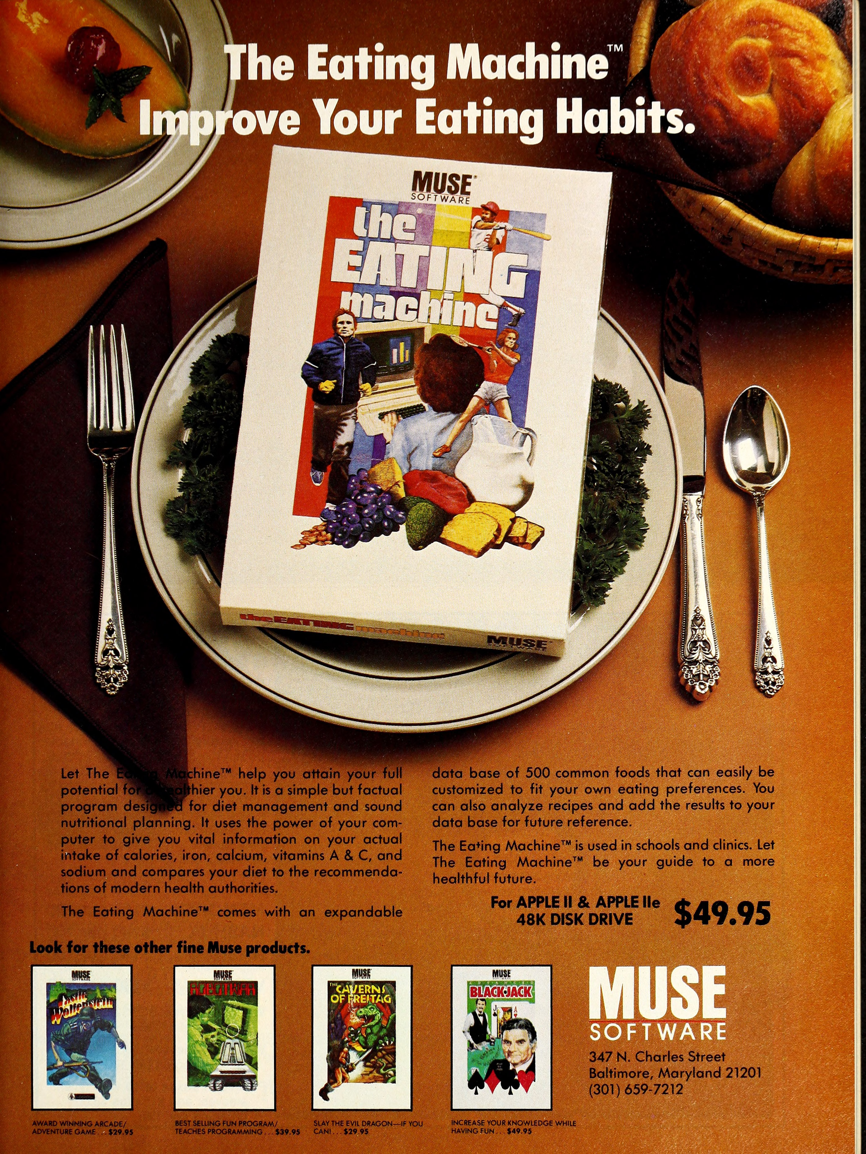 The Eating Machine™
Improve Your Eating Habits.
MUSE
SOFTWARE
the
EATING
machine
the EATING machine
MUSE
Let The Eating Machine™ help you attain your full
potential for a healthier you. It is a simple but factual
program designed for diet management and sound
nutritional planning. It uses the power of your com-
puter to give you vital information on your actual
intake of calories, iron, calcium, vitamins A & C, and
sodium and compares your diet to the recommenda-
tions of modern health authorities.
The Eating Machine™ comes with an expandable
data base of 500 common foods that can easily be
customized to fit your own eating preferences. You
can also analyze recipes and add the results to your
data base for future reference.
The Eating Machine™ is used in schools and clinics. Let
The Eating Machine™ be your guide to a more
healthful future.
For APPLE II & APPLE IIe
48K DISK DRIVE
$49.95
Look for these other fine Muse products.
MUSE
Castle
Wolfenstein
AWARD WINNING ARCADE/
ADVENTURE GAME . . $29.95
MUSE
BEST SELLING FUN PROGRAM/
TEACHES PROGRAMMING . . . $39.95
MUSE
THE CAVERNS
OF FREITAG
SLAY THE EVIL DRAGON—IF YOU
CAN! . . . $29.95
MUSE
BLACKJACK
INCREASE YOUR KNOWLEDGE WHILE
HAVING FUN . . . $49.95
MUSE
SOFTWARE
347 N. Charles Street
Baltimore, Maryland 21201
(301) 659-7212